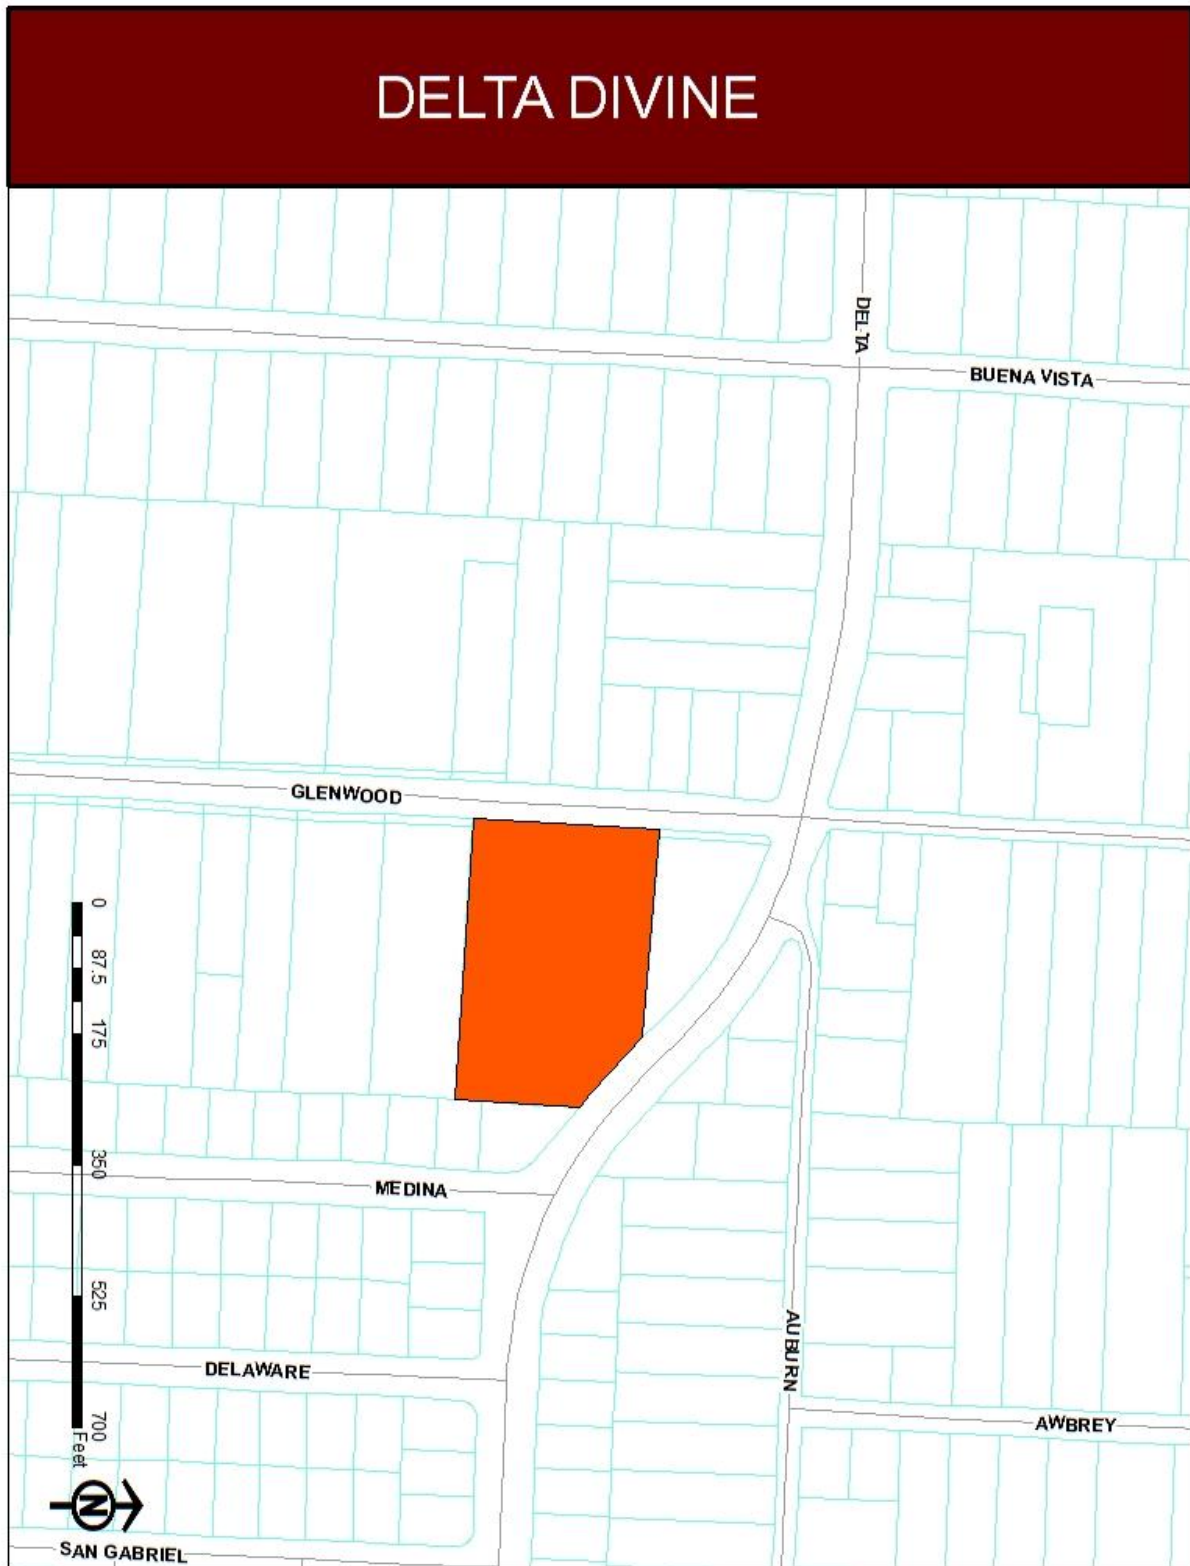 DELTA DIVINE
DELTA
BUENA VISTA
GLENWOOD
0
87.5
175
350
525
700
Feet
MEDINA
DELAWARE
AUBURN
AWBREY
N
SAN GABRIEL